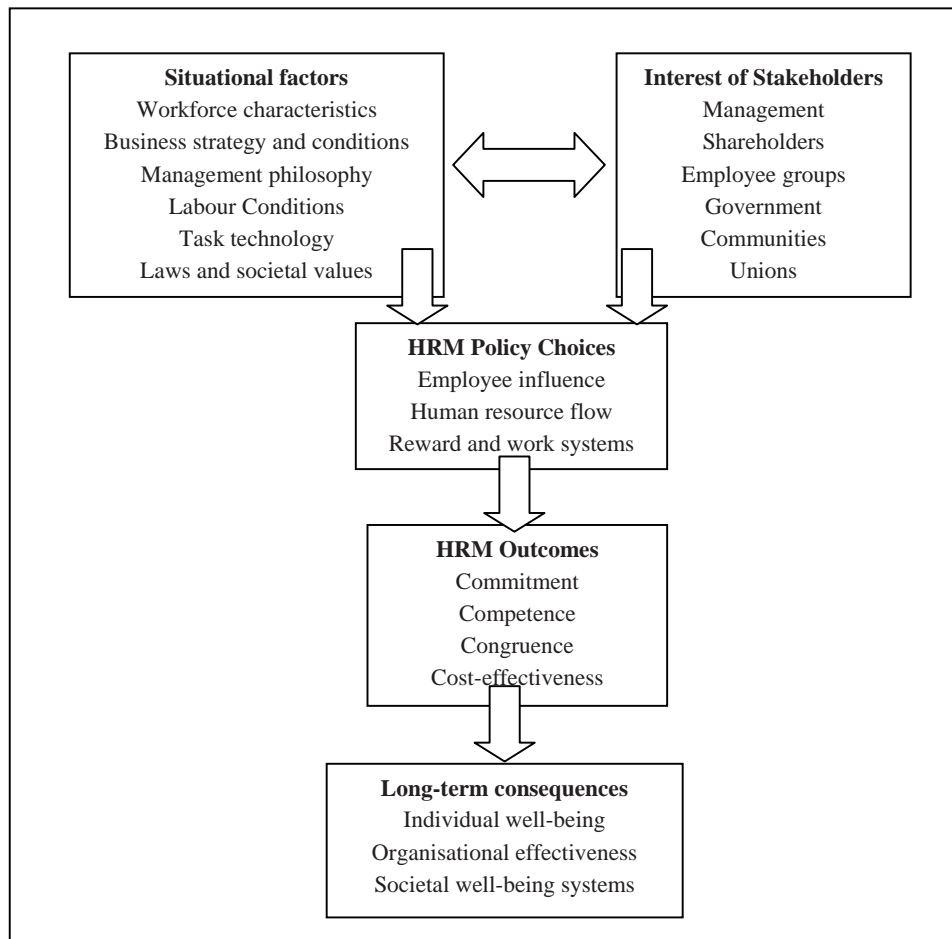 Situational factors
Workforce characteristics
Business strategy and conditions
Management philosophy
Labour Conditions
Task technology
Laws and societal values
Interest of Stakeholders
Management
Shareholders
Employee groups
Government
Communities
Unions
HRM Policy Choices
Employee influence
Human resource flow
Reward and work systems
HRM Outcomes
Commitment
Competence
Congruence
Cost-effectiveness
Long-term consequences
Individual well-being
Organisational effectiveness
Societal well-being systems